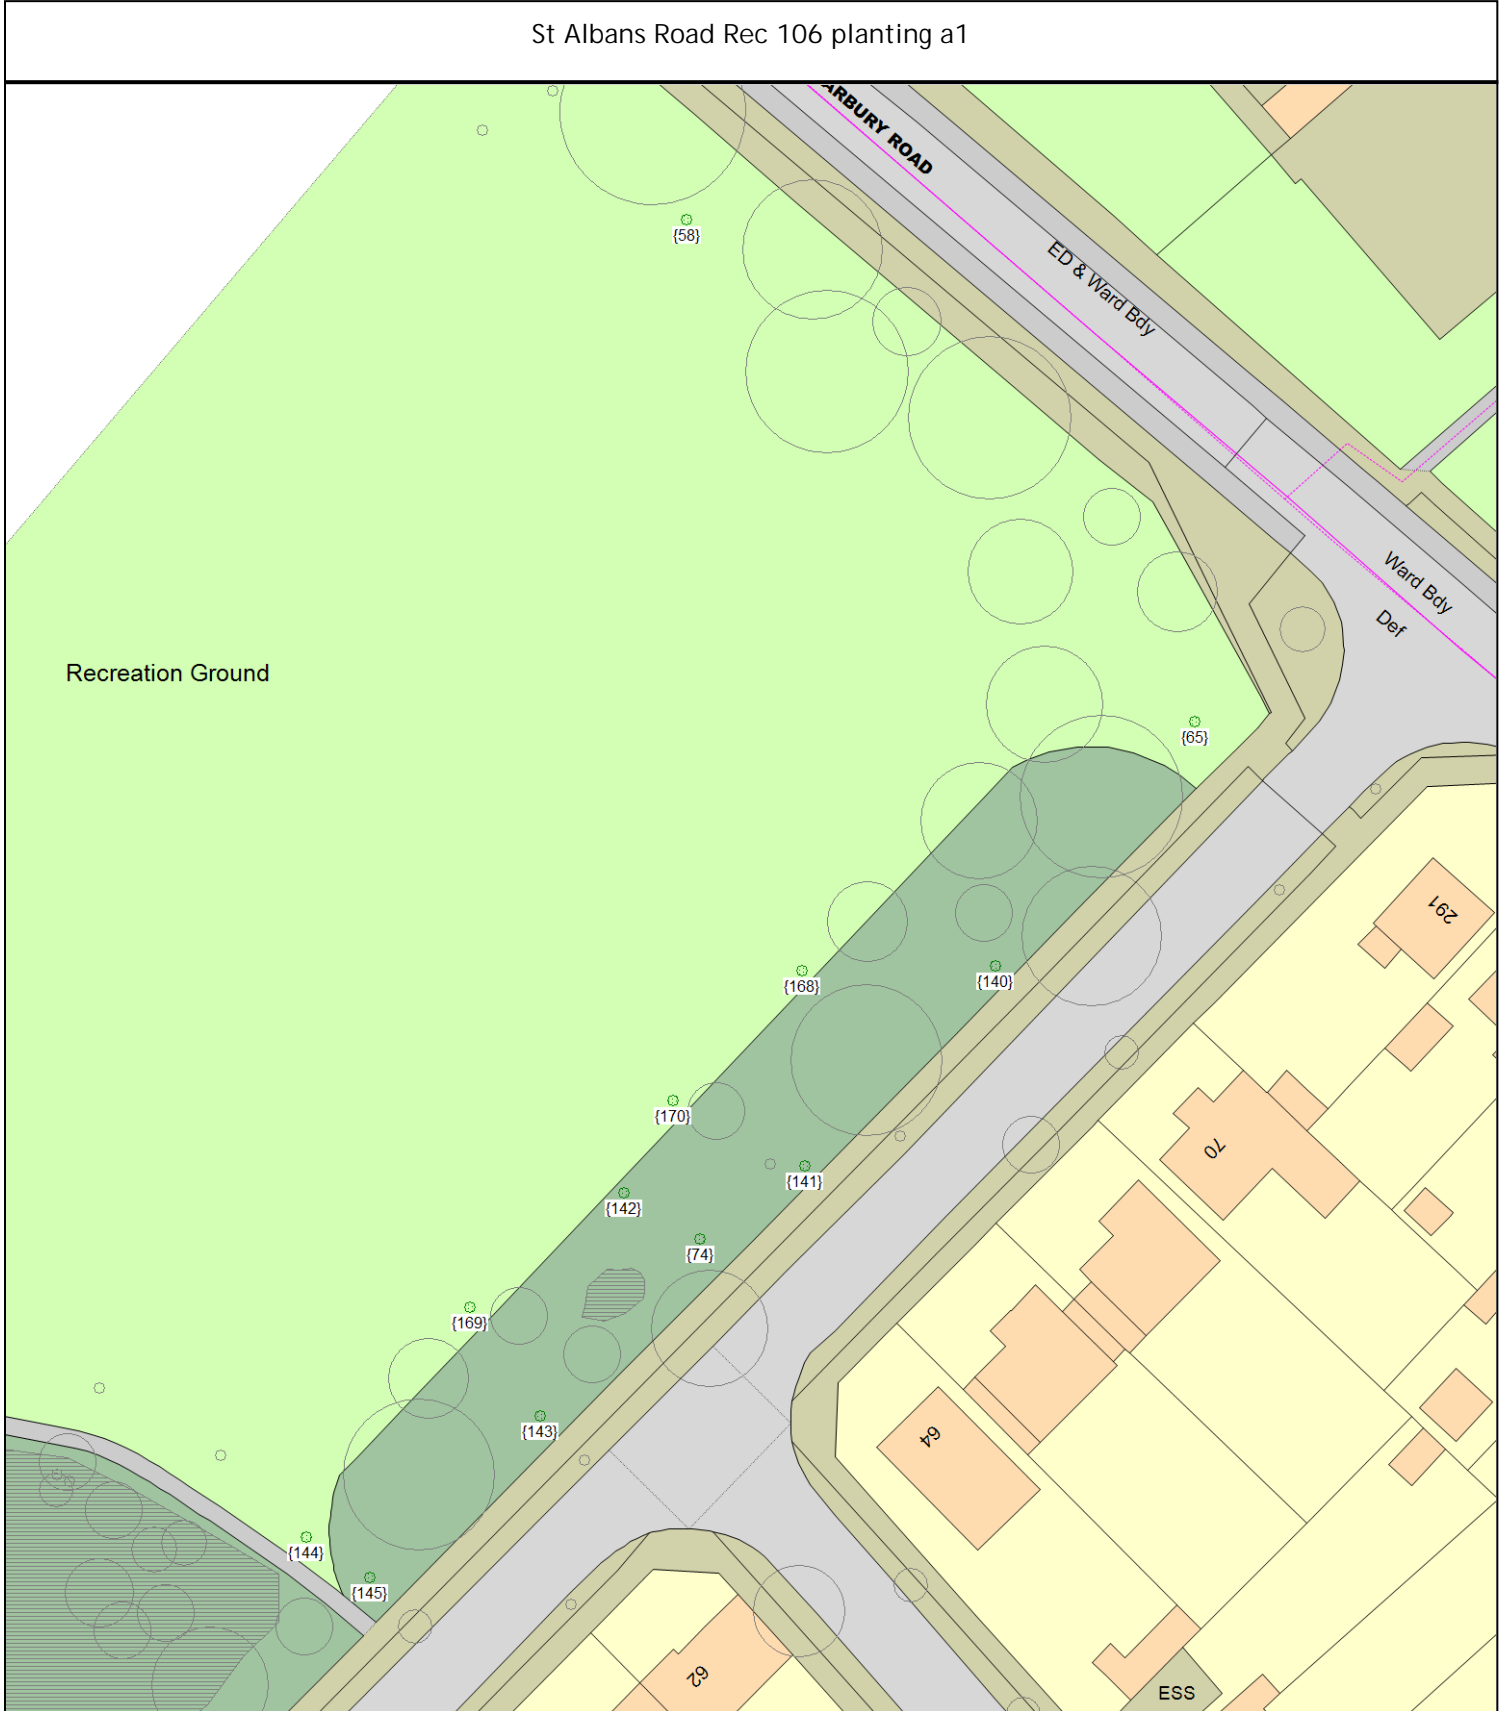 St Albans Road Rec 106 planting a1
ARBURY ROAD
{58}
ED & Ward Bdy
Ward Bdy
Def
Recreation Ground
{65}
291
{168}
{140}
{170}
70
{141}
{142}
{74}
{169}
{143}
64
{144}
{145}
62
ESS